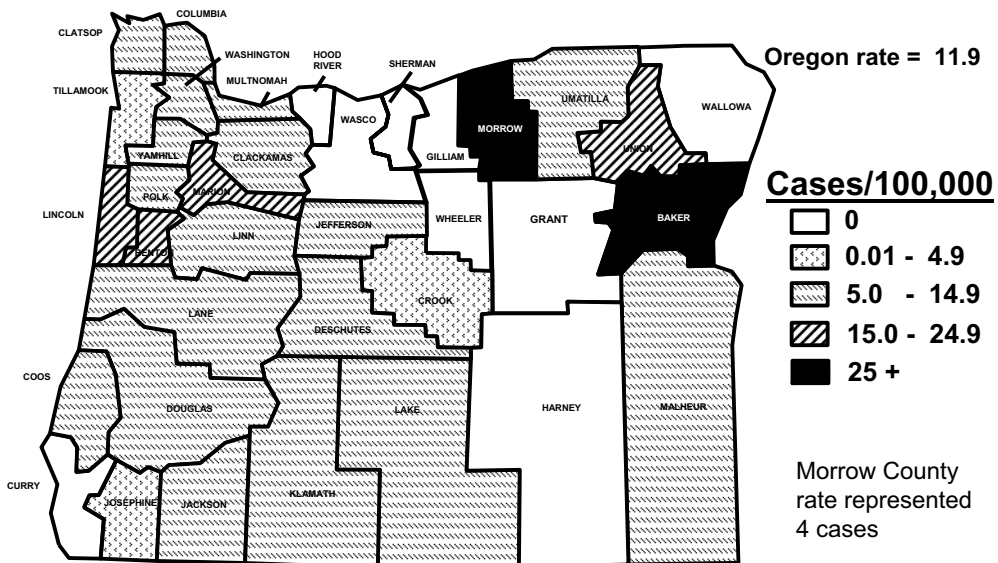 COLUMBIA
CLATSOP
WASHINGTON
HOOD
RIVER
SHERMAN
MULTNOMAH
TILLAMOOK
Oregon rate = 11.9
UMATILLA
WALLOWA
WASCO
MORROW
GILLIAM
UNION
YAMHILL
CLACKAMAS
POLK
MARION
LINCOLN
BENTON
LINN
JEFFERSON
WHEELER
GRANT
BAKER
Cases/100,000
0
0.01 - 4.9
5.0 - 14.9
15.0 - 24.9
25 +
CROOK
LANE
DESCHUTES
COOS
DOUGLAS
LAKE
HARNEY
MALHEUR
CURRY
JOSEPHINE
JACKSON
KLAMATH
Morrow County
rate represented
4 cases